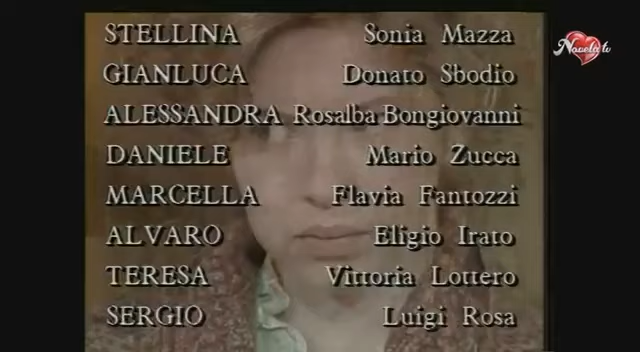 STELLINA Sonia Mazza
Novela tv
GIANLUCA Donato Sbodio
ALESSANDRA Rosalba Bongiovanni
DANIELE Mario Zucca
MARCELLA Flavia Fantozzi
ALVARO Eligio Irato
TERESA Vittoria Lottero
SERGIO Luigi Rosa